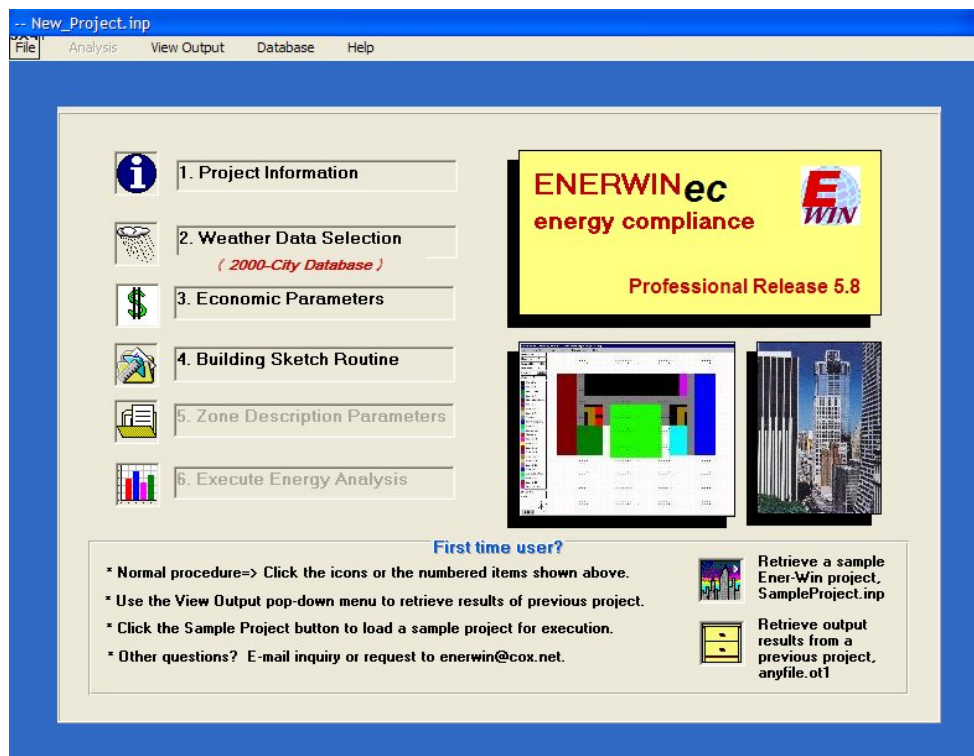 -- New_Project.inp
File Analysis View Output Database Help
1. Project Information
2. Weather Data Selection
( 2000-City Database )
3. Economic Parameters
4. Building Sketch Routine
5. Zone Description Parameters
6. Execute Energy Analysis
ENERWINec
energy compliance
E
WIN
Professional Release 5.8
First time user?
* Normal procedure=> Click the icons or the numbered items shown above.
* Use the View Output pop-down menu to retrieve results of previous project.
* Click the Sample Project button to load a sample project for execution.
* Other questions? E-mail inquiry or request to enerwin@cox.net.
Retrieve a sample
Ener-Win project,
SampleProject.inp
Retrieve output
results from a
previous project,
anyfile.ot1